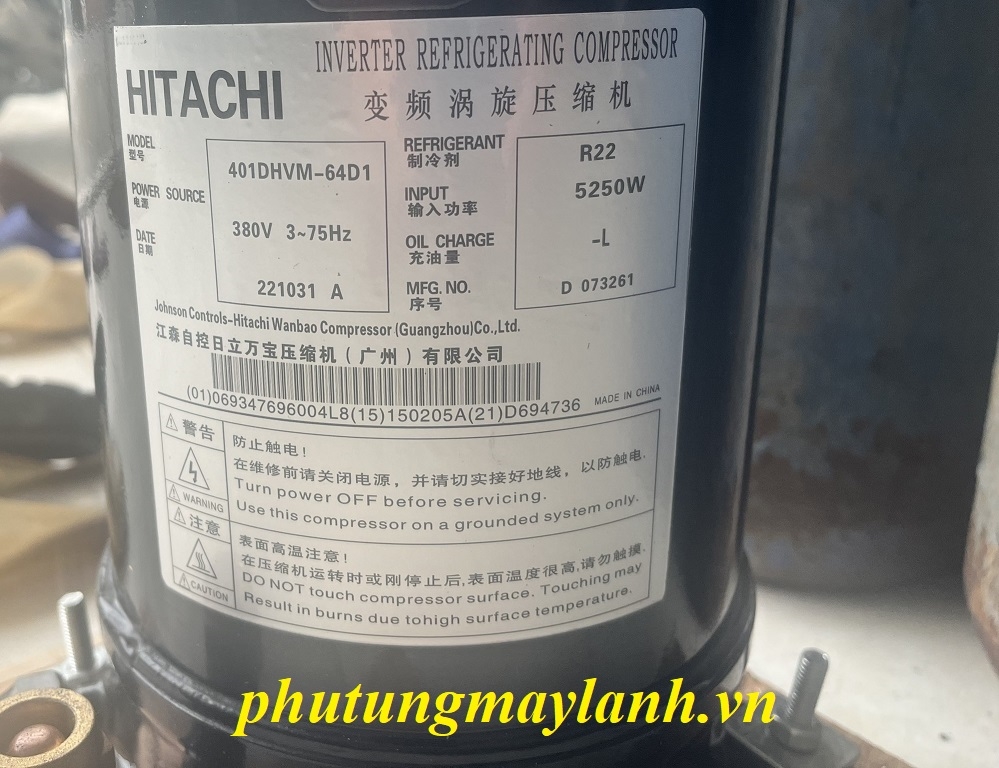 INVERTER REFRIGERATING COMPRESSOR
HITACHI
变频涡旋压缩机
MODEL 401DHVM-64D1
型号
POWER SOURCE 380V 3~75Hz
电源
DATE 221031 A
日期
REFRIGERANT R22
制冷剂
INPUT 5250W
输入功率
OIL CHARGE -L
充油量
MFG. NO. D 073261
序号
Johnson Controls-Hitachi Wanbao Compressor (Guangzhou)Co.,Ltd.
江森自控日立万宝压缩机(广州)有限公司
(01)069347696004L8(15)150205A(21)D694736 MADE IN CHINA
警告
WARNING
防止触电!
在维修前请关闭电源，并请切实接好地线，以防触电.
Turn power OFF before servicing.
Use this compressor on a grounded system only.
注意
CAUTION
表面高温注意!
在压缩机运转时或刚停止后,表面温度很高,请勿触摸.
DO NOT touch compressor surface. Touching may
Result in burns due tohigh surface temperature.
phutungmaylanh.vn